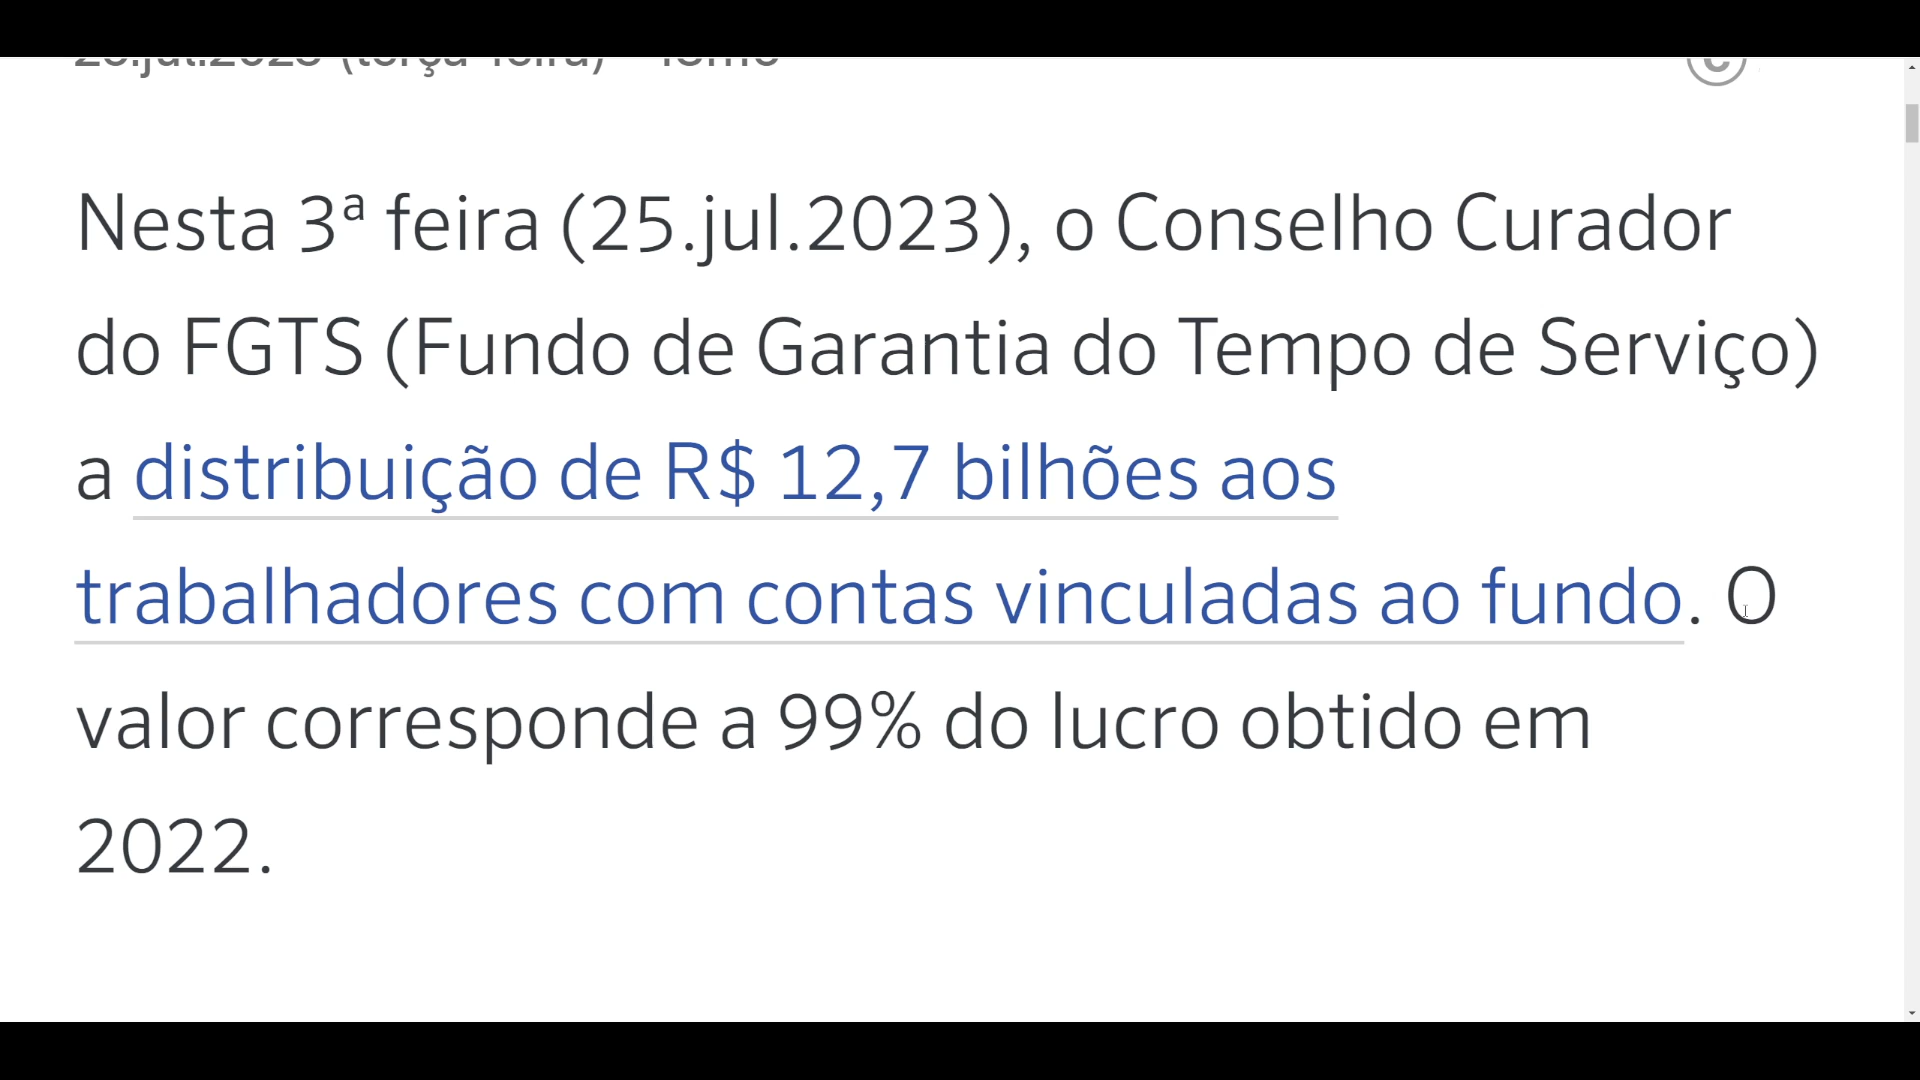 Nesta 3ª feira (25.jul.2023), o Conselho Curador
do FGTS (Fundo de Garantia do Tempo de Serviço)
a distribuição de R$ 12,7 bilhões aos
trabalhadores com contas vinculadas ao fundo. O
valor corresponde a 99% do lucro obtido em
2022.